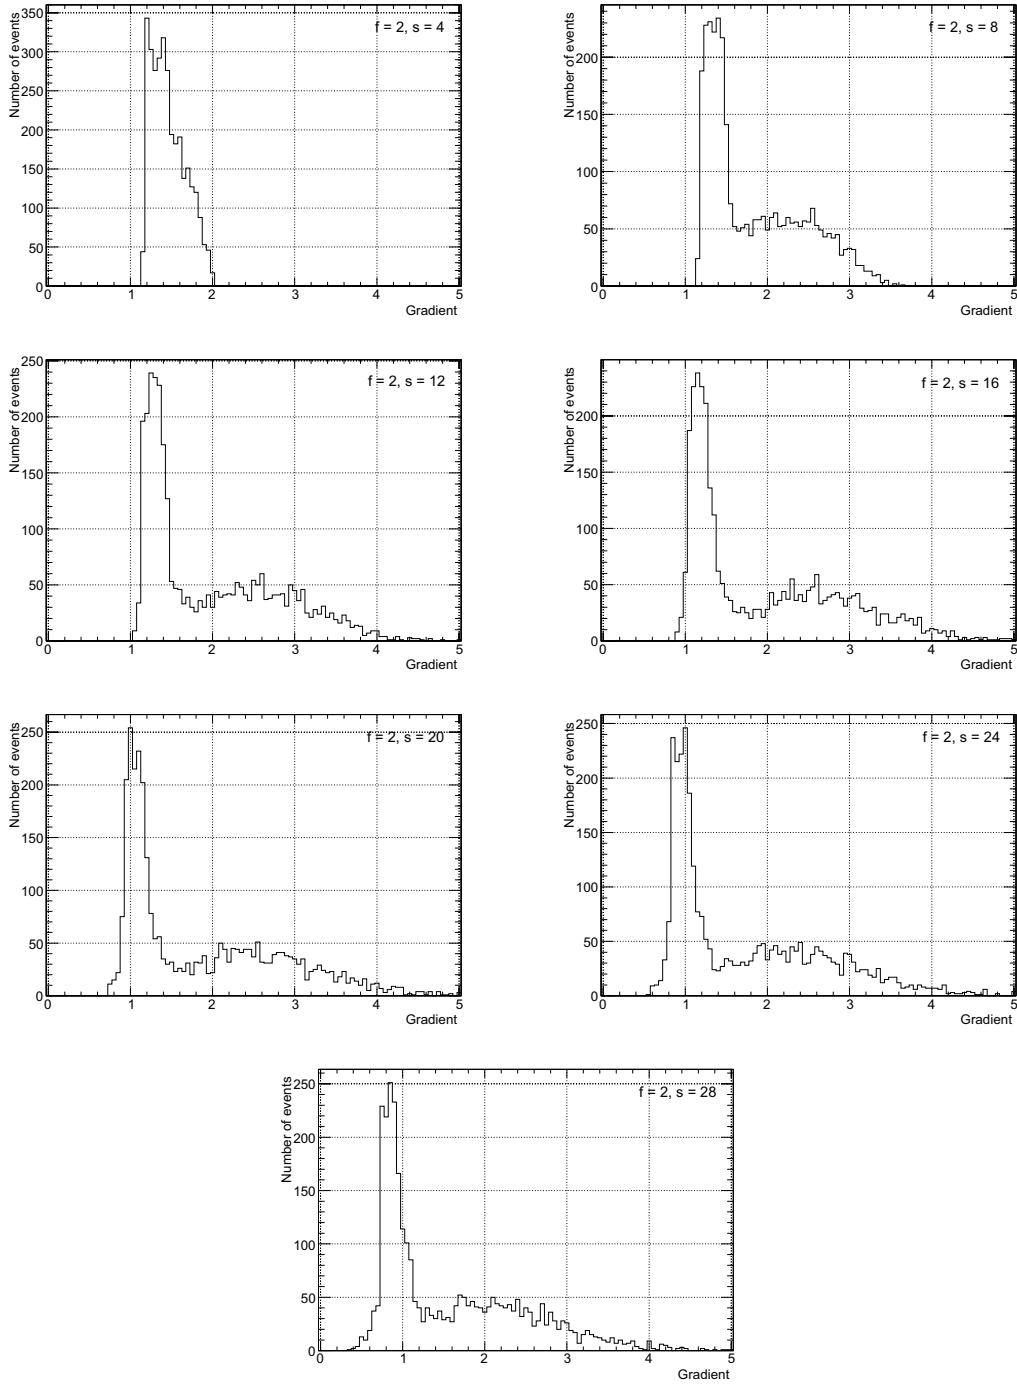 Number of events
f = 2, s = 4
350
300
250
200
150
100
50
0
0 1 2 3 4 5
Gradient
Number of events
f = 2, s = 8
200
150
100
50
0
0 1 2 3 4 5
Gradient
Number of events
f = 2, s = 12
250
200
150
100
50
0
0 1 2 3 4 5
Gradient
Number of events
f = 2, s = 16
200
150
100
50
0
0 1 2 3 4 5
Gradient
Number of events
f = 2, s = 20
250
200
150
100
50
0
0 1 2 3 4 5
Gradient
Number of events
f = 2, s = 24
250
200
150
100
50
0
0 1 2 3 4 5
Gradient
Number of events
f = 2, s = 28
250
200
150
100
50
0
0 1 2 3 4 5
Gradient